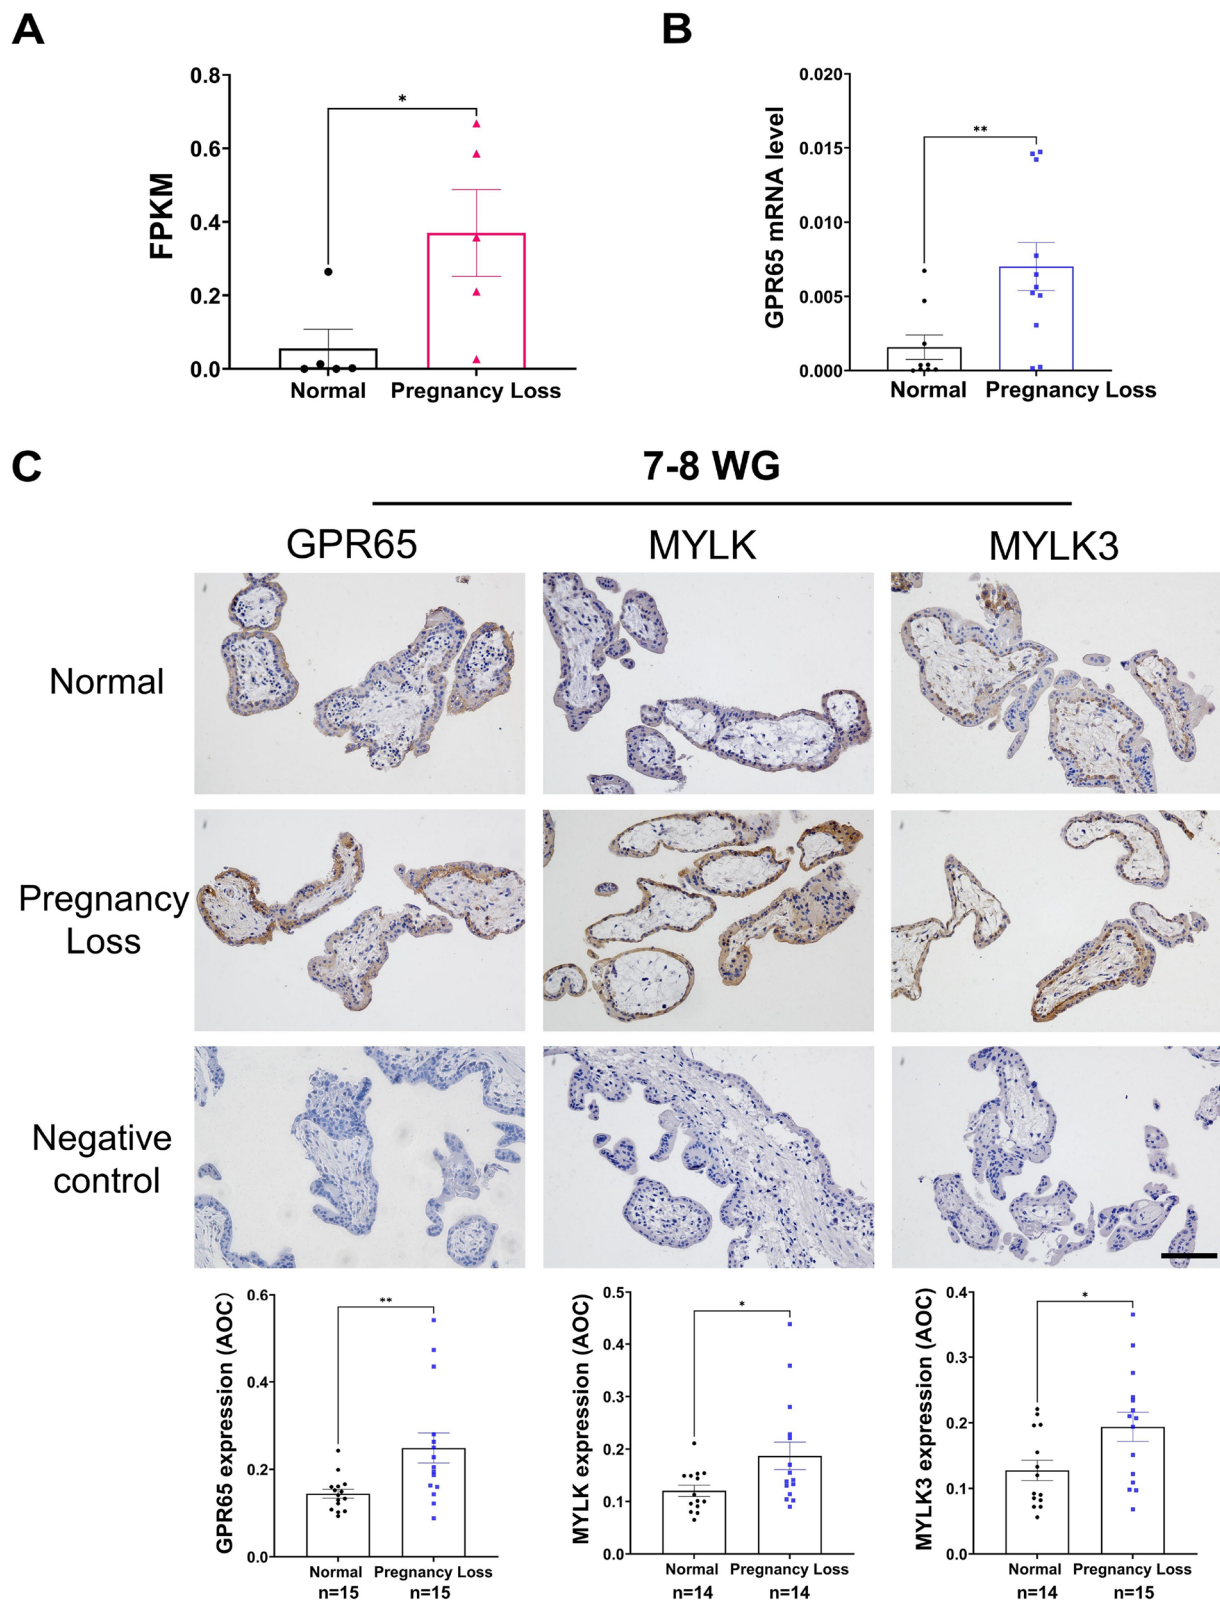 A
B
0.8
0.6
0.4
0.2
0.0
FPKM
*
Normal
Pregnancy Loss
0.020
0.015
0.010
0.005
0.000
GPR65 mRNA level
**
Normal
Pregnancy Loss
C
7-8 WG
GPR65
MYLK
MYLK3
Normal
Pregnancy
Loss
Negative
control
0.6
0.4
0.2
0.0
GPR65 expression (AOC)
**
Normal
Pregnancy Loss
n=15
n=15
0.5
0.4
0.3
0.2
0.1
0.0
MYLK expression (AOC)
*
Normal
Pregnancy Loss
n=14
n=14
0.4
0.3
0.2
0.1
0.0
MYLK3 expression (AOC)
*
Normal
Pregnancy Loss
n=14
n=15